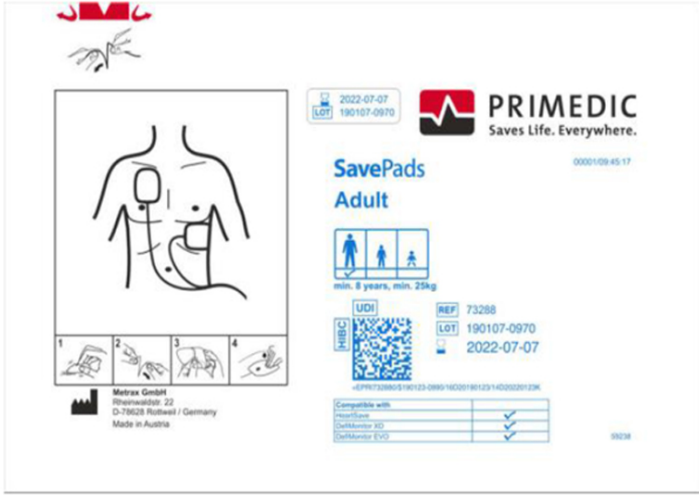 2022-07-07
LOT 190107-0970
PRIMEDIC
Saves Life. Everywhere.
00001/09:45:17
SavePads
Adult
min. 8 years, min. 25kg
UDI
HIBC
REF 73288
LOT 190107-0970
2022-07-07
1 2 3 4
Metrax GmbH
Rheinwaldstr. 22
D-78628 Rottweil / Germany
Made in Austria
Compatible with
HeartSave
DefiMonitor XD
DefiMonitor EVO